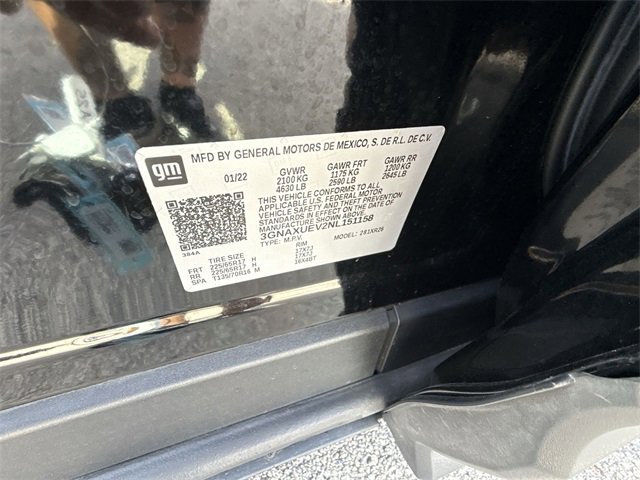 gm
MFD BY GENERAL MOTORS DE MEXICO, S. DE R.L. DE C.V.
01/22 GVWR GAWR FRT GAWR RR
2100 KG 1175 KG 1200 KG
4630 LB 2590 LB 2645 LB
THIS VEHICLE CONFORMS TO ALL
APPLICABLE U.S. FEDERAL MOTOR
VEHICLE SAFETY AND THEFT
PREVENTION STANDARDS IN EFFECT
ON THE DATE OF
MANUFACTURE SHOWN ABOVE.
3GNAXUEV2NL151158
TYPE: M.P.V. MODEL: 281XR26
384A
TIRE SIZE RIM
FRT 225/65R17 H 17X7J
RR 225/65R17 H 17X7J
SPA T135/70R16 M 16X4BT